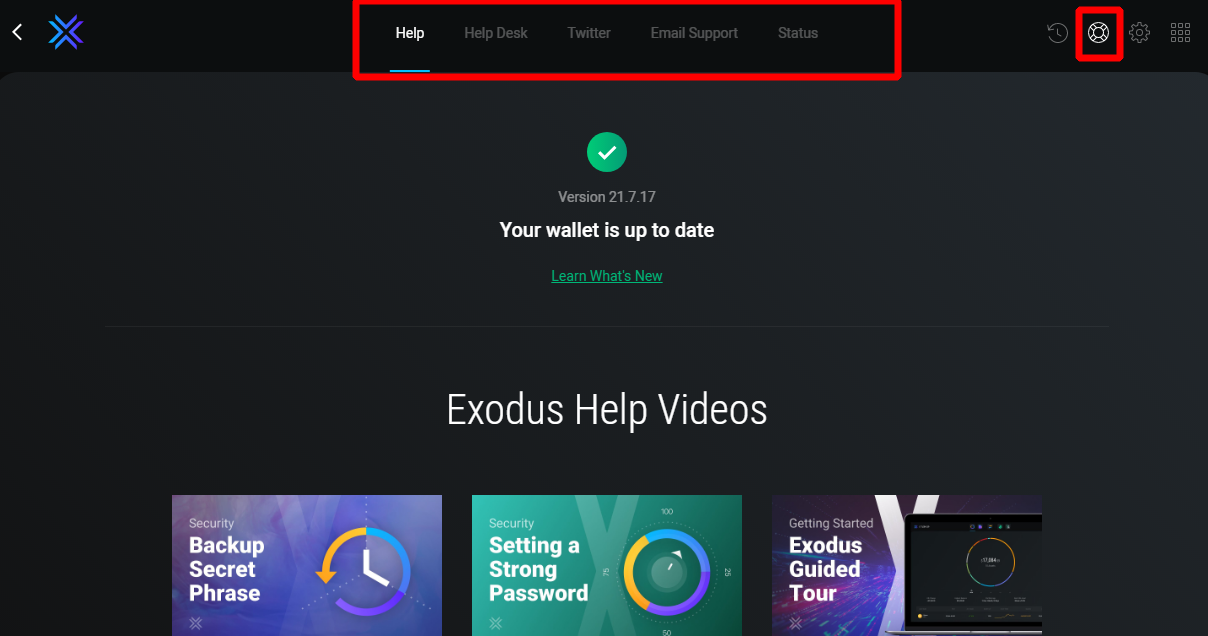 Help
Help Desk
Twitter
Email Support
Status
Version 21.7.17
Your wallet is up to date
Learn What's New
Exodus Help Videos
Security
Backup
Secret
Phrase
Security
Setting a
Strong
Password
100
75
25
50
Getting Started
Exodus
Guided
Tour